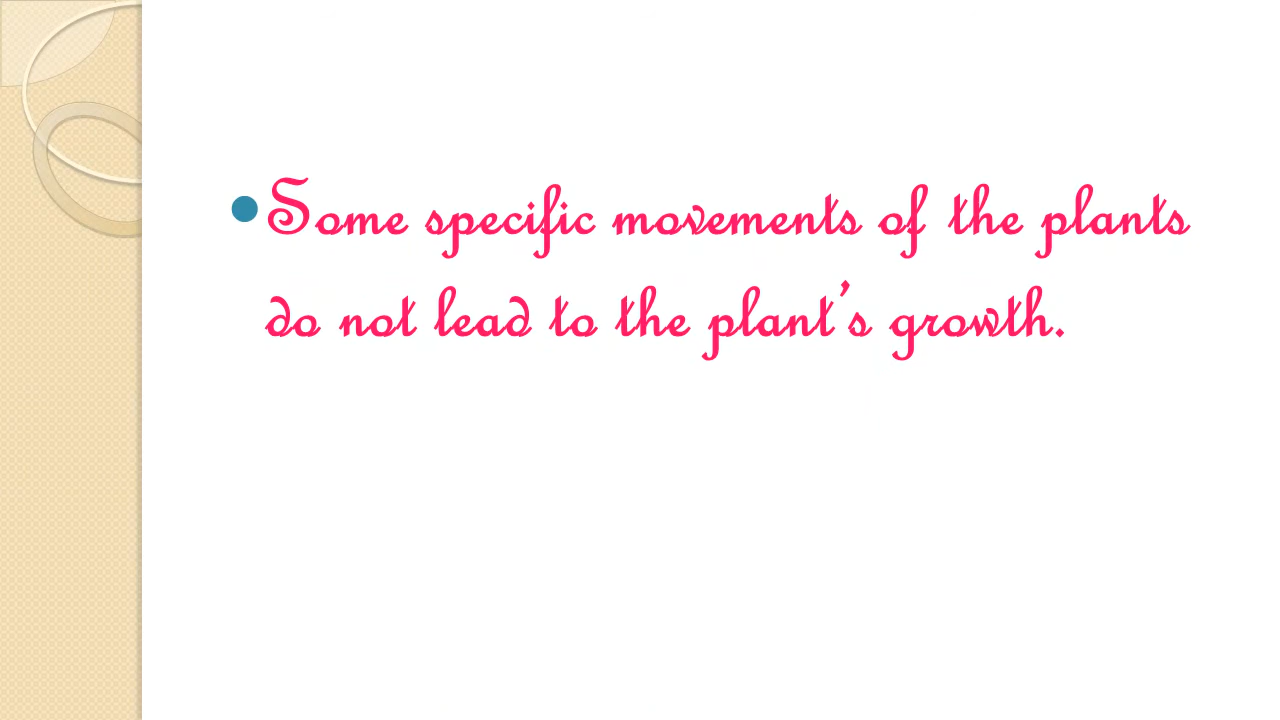 Some specific movements of the plants
do not lead to the plant's growth.